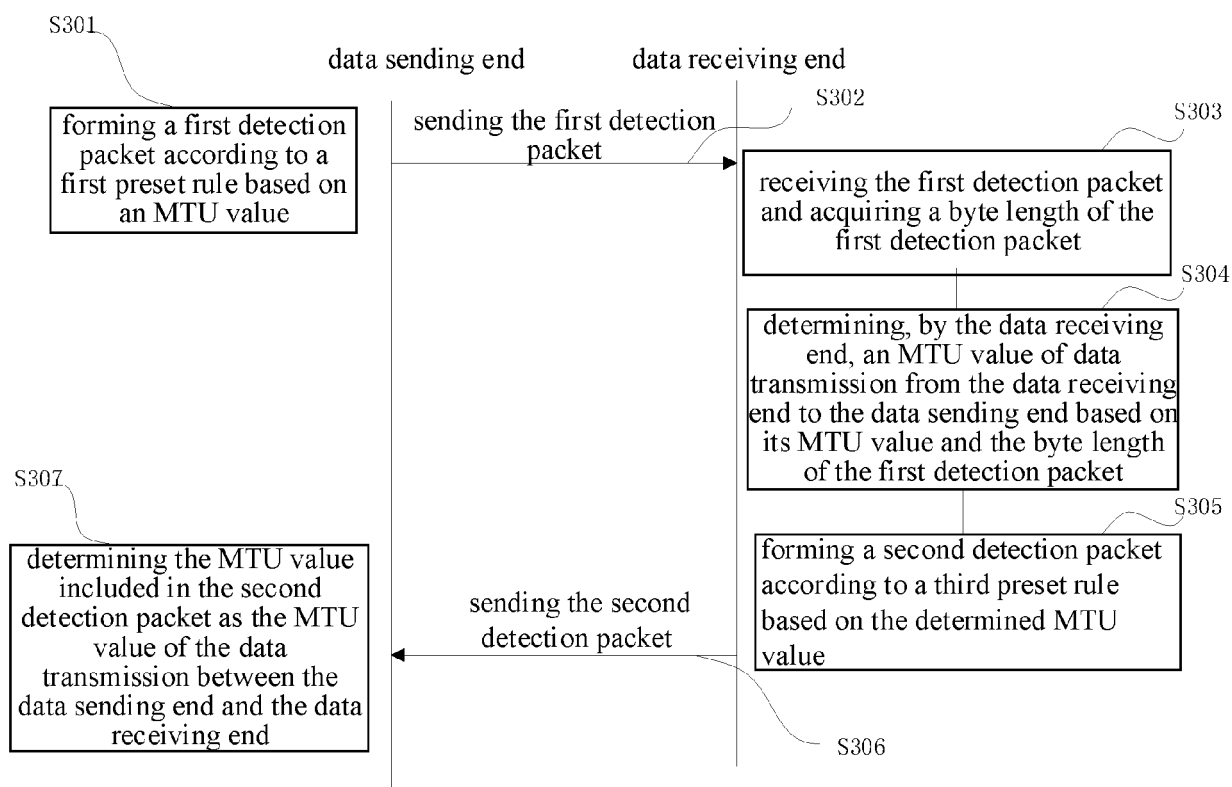 S301
data sending end
data receiving end
forming a first detection
packet according to a
first preset rule based on
an MTU value
sending the first detection
packet
S302
S303
receiving the first detection packet
and acquiring a byte length of the
first detection packet
S304
determining, by the data receiving
end, an MTU value of data
transmission from the data receiving
end to the data sending end based on
its MTU value and the byte length
of the first detection packet
S305
forming a second detection packet
according to a third preset rule
based on the determined MTU
value
sending the second
detection packet
S306
S307
determining the MTU value
included in the second
detection packet as the MTU
value of the data
transmission between the
data sending end and the data
receiving end